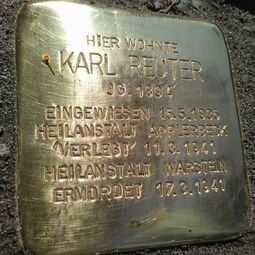 HIER WOHNTE
KARL REUTER
JG. 1894
EINGEWIESEN 15.5.1935
HEILANSTALT APPLERBECK
"VERLEGT" 11.3.1941
HEILANSTALT WARSTEIN
ERMORDET 17.3.1941